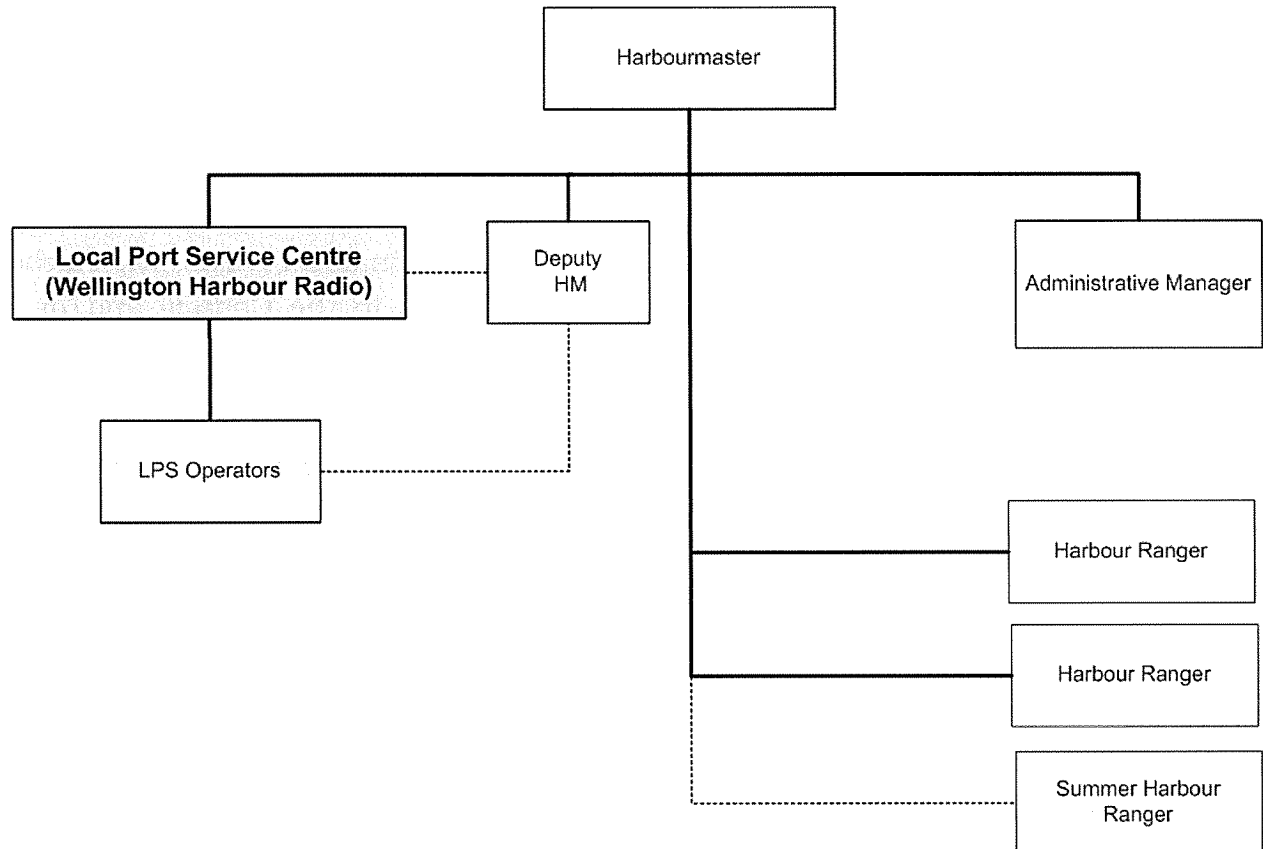 Harbourmaster
Local Port Service Centre
(Wellington Harbour Radio)
Deputy
HM
Administrative Manager
LPS Operators
Harbour Ranger
Harbour Ranger
Summer Harbour
Ranger